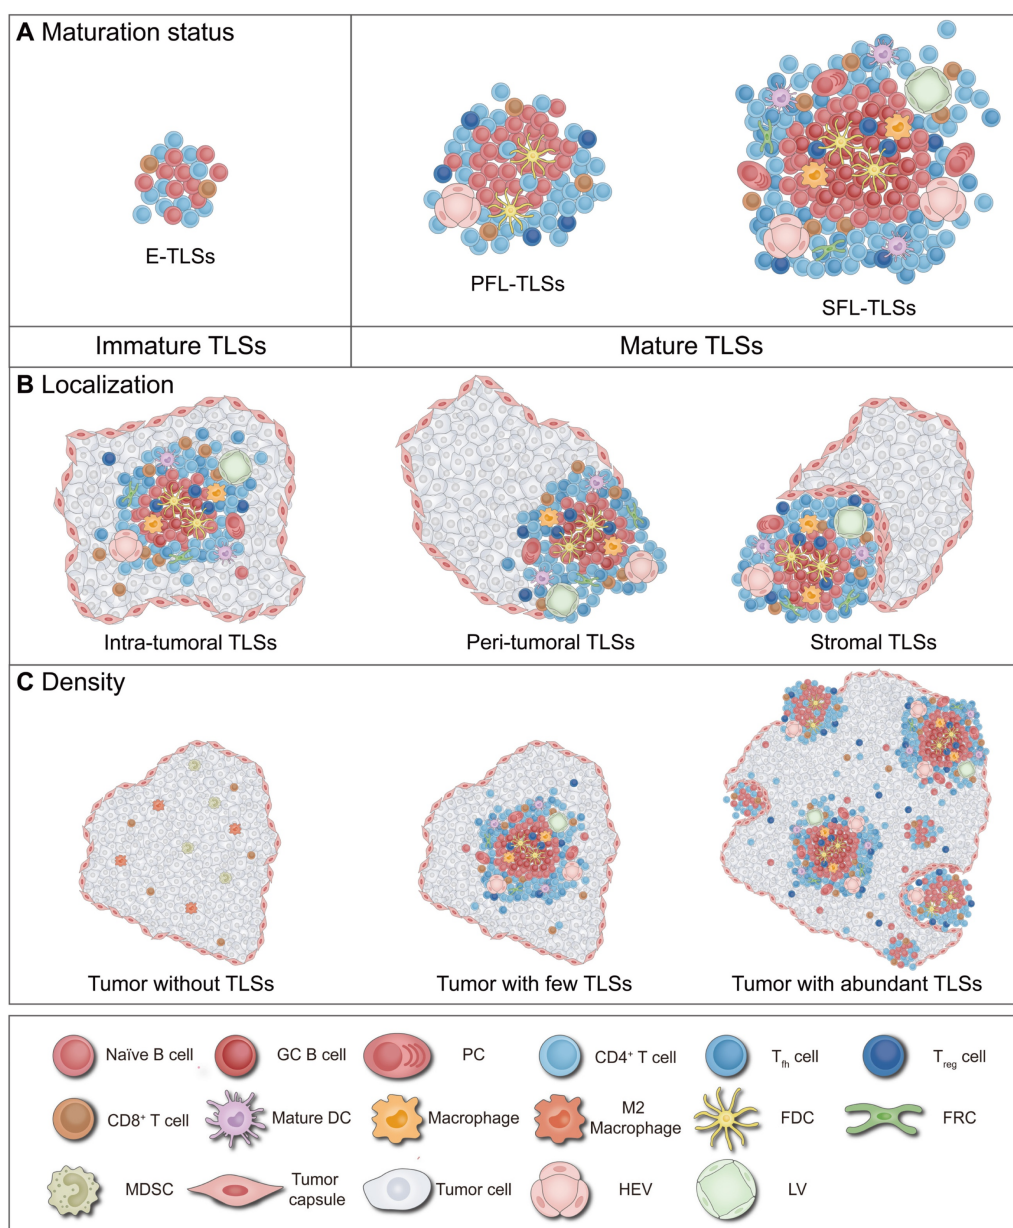 A Maturation status
E-TLSs
PFL-TLSs
SFL-TLSs
Immature TLSs
Mature TLSs
B Localization
Intra-tumoral TLSs
Peri-tumoral TLSs
Stromal TLSs
C Density
Tumor without TLSs
Tumor with few TLSs
Tumor with abundant TLSs
Naïve B cell
GC B cell
PC
CD4⁺ T cell
Tfh cell
Treg cell
CD8⁺ T cell
Mature DC
Macrophage
M2
Macrophage
FDC
FRC
MDSC
Tumor
capsule
Tumor cell
HEV
LV